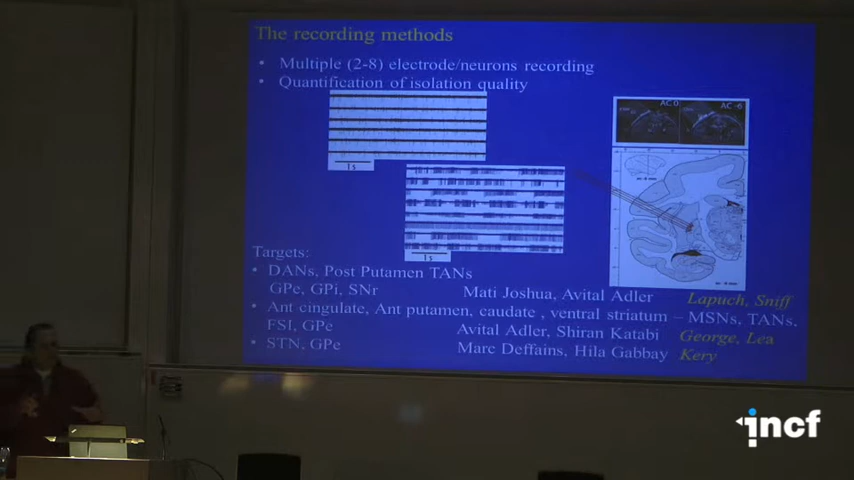 The recording methods
• Multiple (2-8) electrode/neurons recording
• Quantification of isolation quality
AC 0
AC -6
1s
1s
Targets:
• DANs, Post Putamen TANs
GPe, GPi, SNr
Mati Joshua, Avital Adler
Lapuch, Sniff
• Ant cingulate, Ant putamen, caudate , ventral striatum – MSNs, TANs,
FSI, GPe
Avital Adler, Shiran Katabi
George, Lea
• STN, GPe
Marc Deffains, Hila Gabbay
Kery
incf